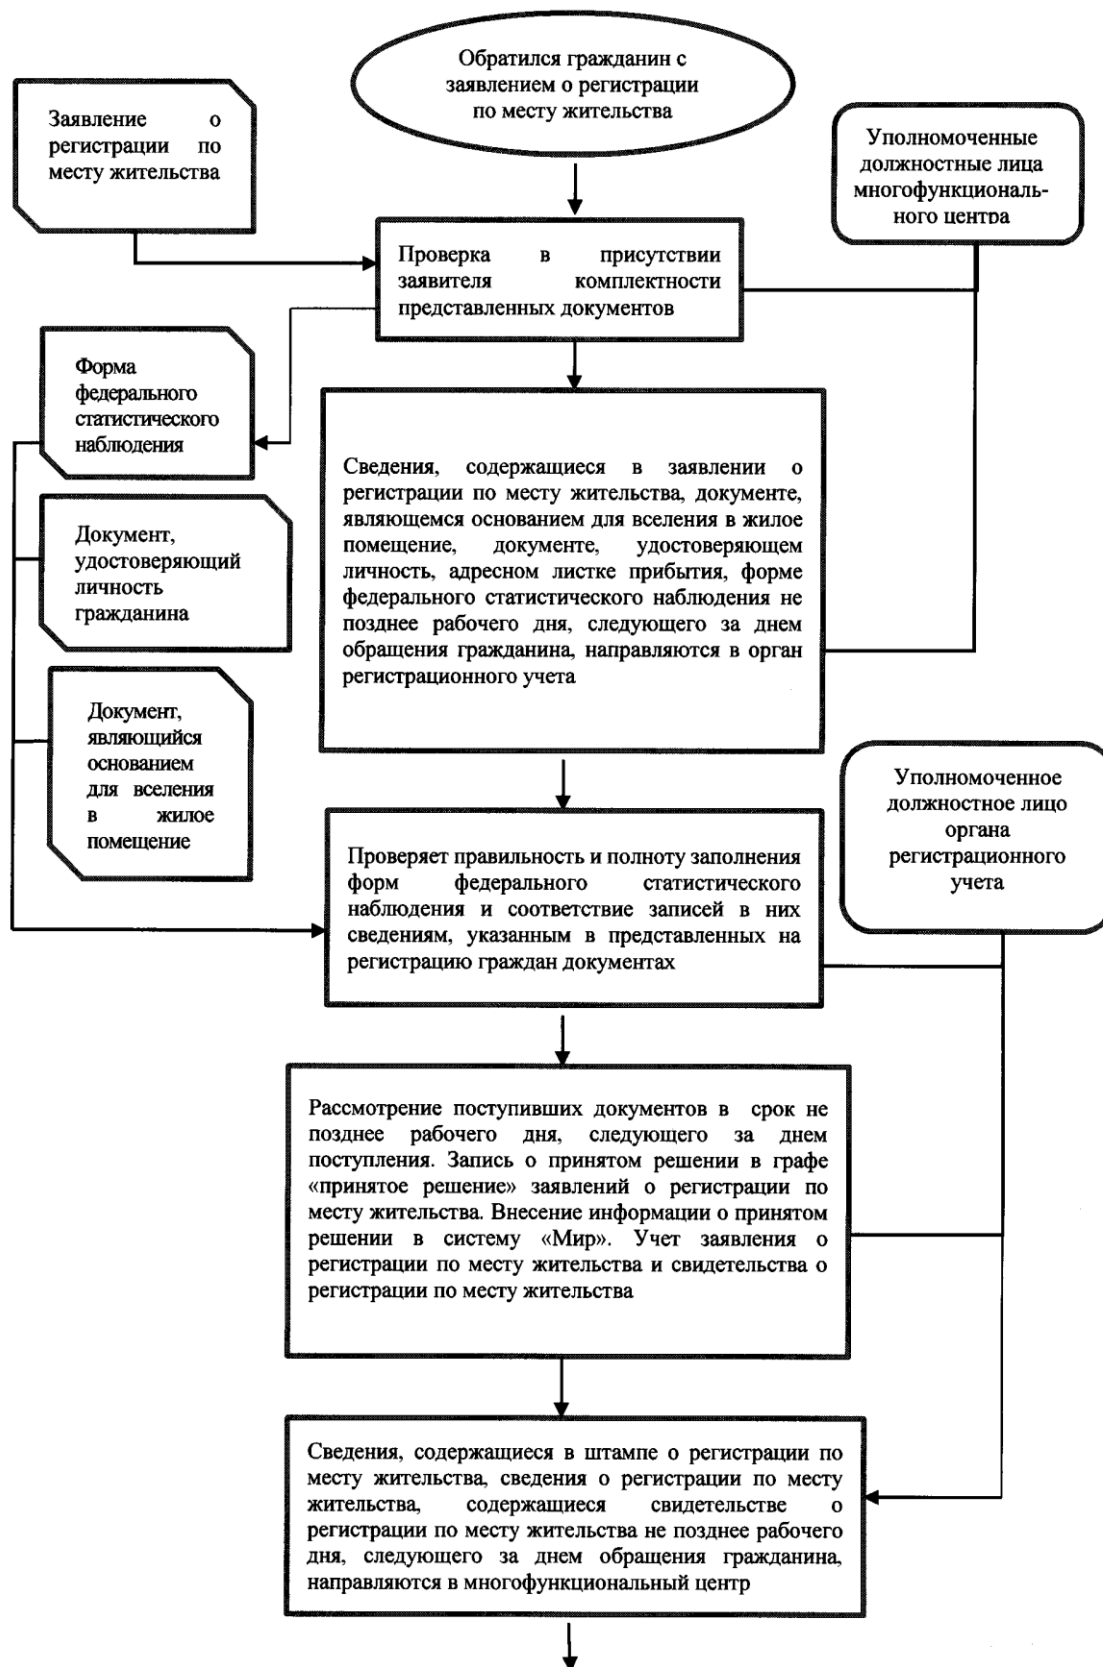 Обратился гражданин с
заявлением о регистрации
по месту жительства
Заявление о
регистрации по
месту жительства
Уполномоченные
должностные лица
многофункциональ-
ного центра
Проверка в присутствии
заявителя комплектности
представленных документов
Форма
федерального
статистического
наблюдения
Сведения, содержащиеся в заявлении о
регистрации по месту жительства, документе,
являющемся основанием для вселения в жилое
помещение, документе, удостоверяющем
личность, адресном листке прибытия, форме
федерального статистического наблюдения не
позднее рабочего дня, следующего за днем
обращения гражданина, направляются в орган
регистрационного учета
Документ,
удостоверяющий
личность
гражданина
Документ,
являющийся
основанием
для вселения
в жилое
помещение
Уполномоченное
должностное лицо
органа
регистрационного
учета
Проверяет правильность и полноту заполнения
форм федерального статистического
наблюдения и соответствие записей в них
сведениям, указанным в представленных на
регистрацию граждан документах
Рассмотрение поступивших документов в срок не
позднее рабочего дня, следующего за днем
поступления. Запись о принятом решении в графе
«принятое решение» заявлений о регистрации по
месту жительства. Внесение информации о принятом
решении в систему «Мир». Учет заявления о
регистрации по месту жительства и свидетельства о
регистрации по месту жительства
Сведения, содержащиеся в штампе о регистрации по
месту жительства, сведения о регистрации по месту
жительства, содержащиеся свидетельстве о
регистрации по месту жительства не позднее рабочего
дня, следующего за днем обращения гражданина,
направляются в многофункциональный центр